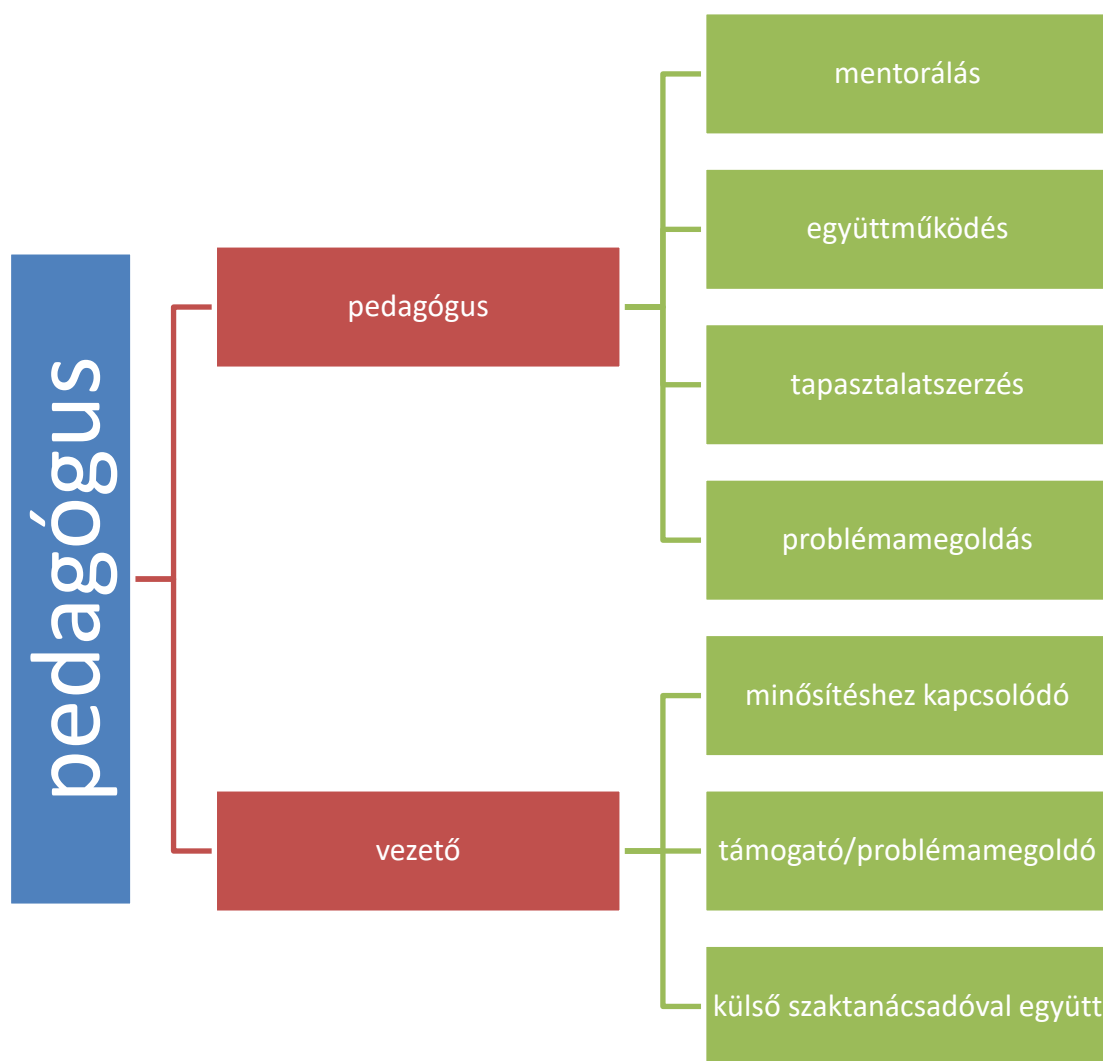 pedagógus
pedagógus
mentorálás
együttműködés
tapasztalatszerzés
problémamegoldás
vezető
minősítéshez kapcsolódó
támogató/problémamegoldó
külső szaktanácsadóval együtt